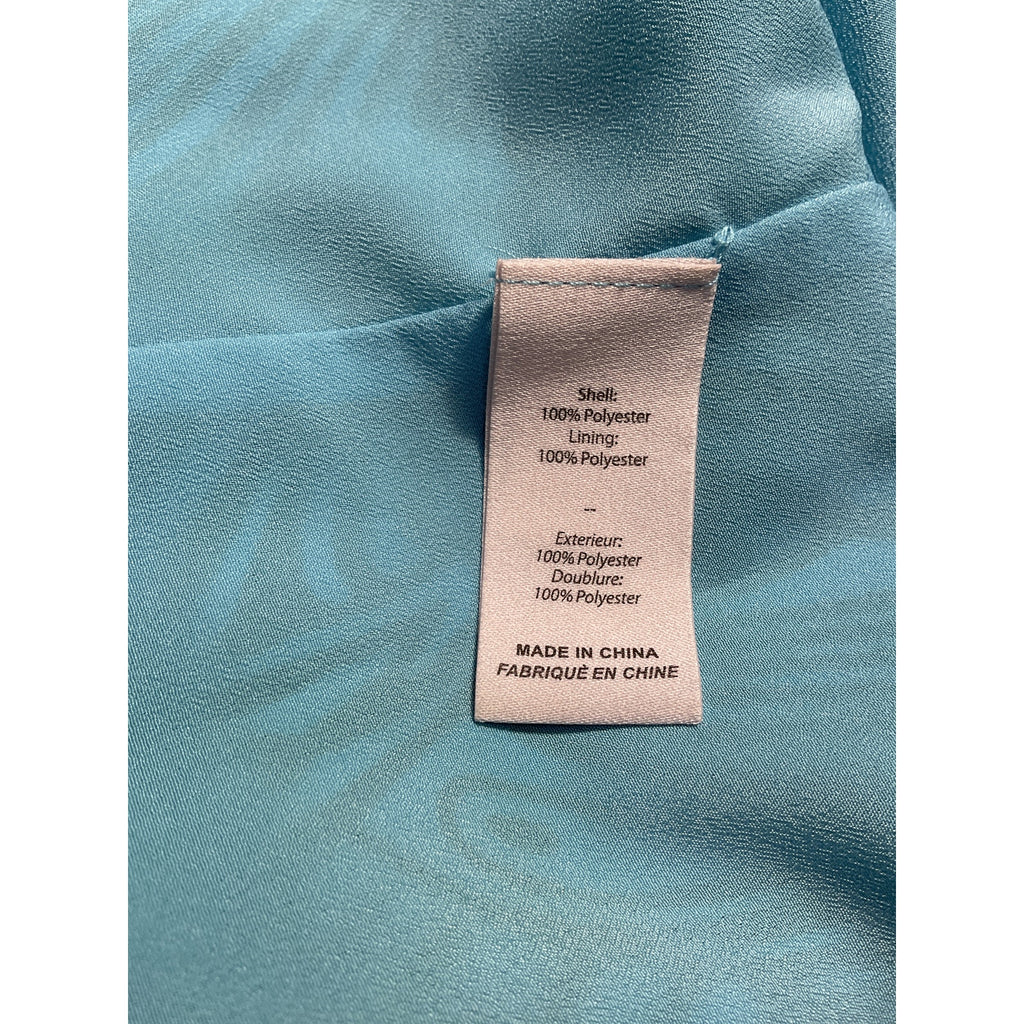 Shell:
100% Polyester
Lining:
100% Polyester
--
Exterieur:
100% Polyester
Doublure:
100% Polyester
MADE IN CHINA
FABRIQUÈ EN CHINE